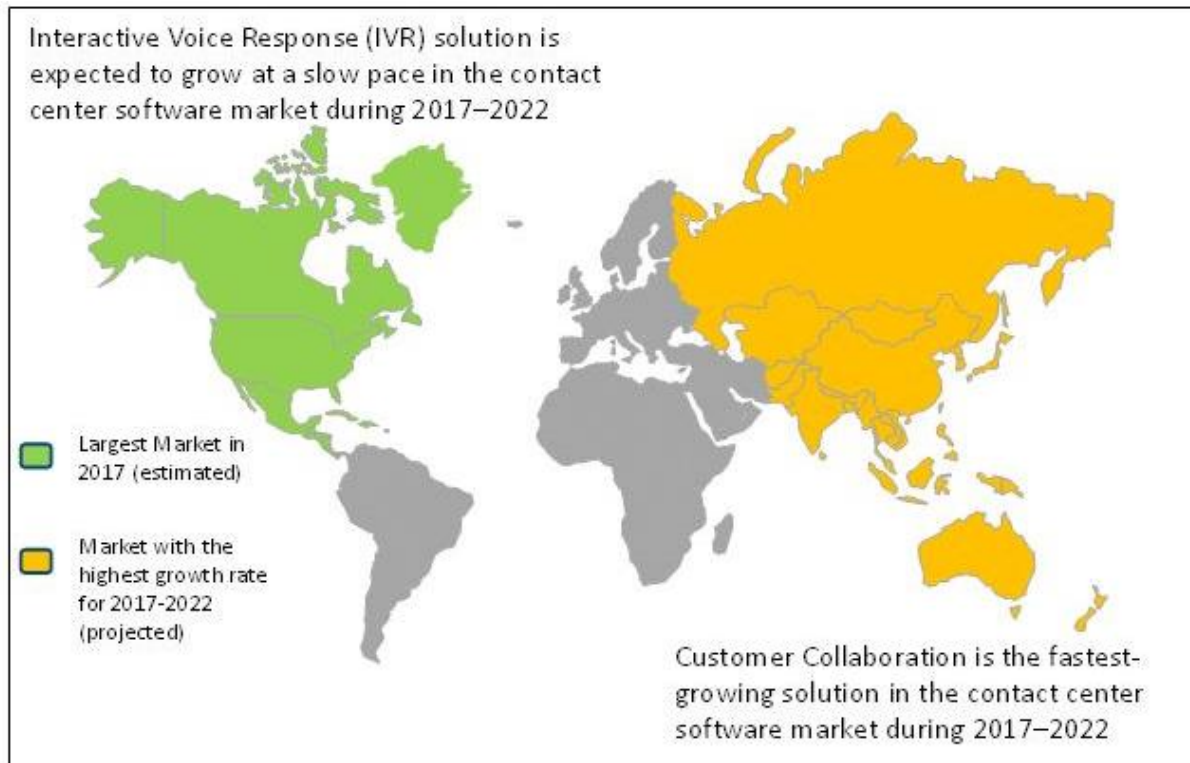 Interactive Voice Response (IVR) solution is
expected to grow at a slow pace in the contact
center software market during 2017–2022
Largest Market in
2017 (estimated)
Market with the
highest growth rate
for 2017-2022
(projected)
Customer Collaboration is the fastest-
growing solution in the contact center
software market during 2017–2022